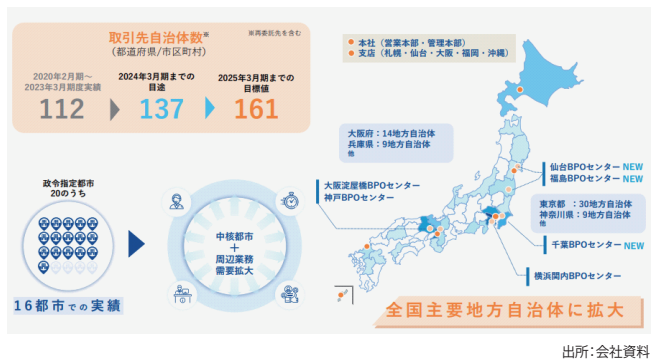 取引先自治体数※
※再委託先を含む
(都道府県/市区町村)
2020年2月期～
2023年3月期度実績
112
2024年3月期までの
目途
137
2025年3月期までの
目標値
161
本社（営業本部・管理本部）
支店（札幌・仙台・大阪・福岡・沖縄）
大阪府：14地方自治体
兵庫県：9地方自治体
他
仙台BPOセンター NEW
福島BPOセンター NEW
大阪淀屋橋BPOセンター
神戸BPOセンター
東京都 ：30地方自治体
神奈川県：9地方自治体
他
千葉BPOセンター NEW
横浜関内BPOセンター
政令指定都市
20のうち
16都市での実績
中核都市
＋
周辺業務
需要拡大
全国主要地方自治体に拡大
出所：会社資料